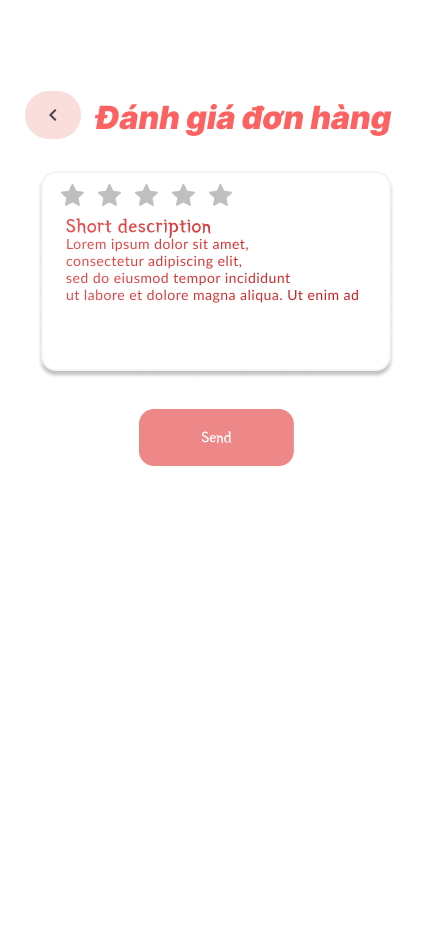 Đánh giá đơn hàng
Short description
Lorem ipsum dolor sit amet,
consectetur adipiscing elit,
sed do eiusmod tempor incididunt
ut labore et dolore magna aliqua. Ut enim ad
Send